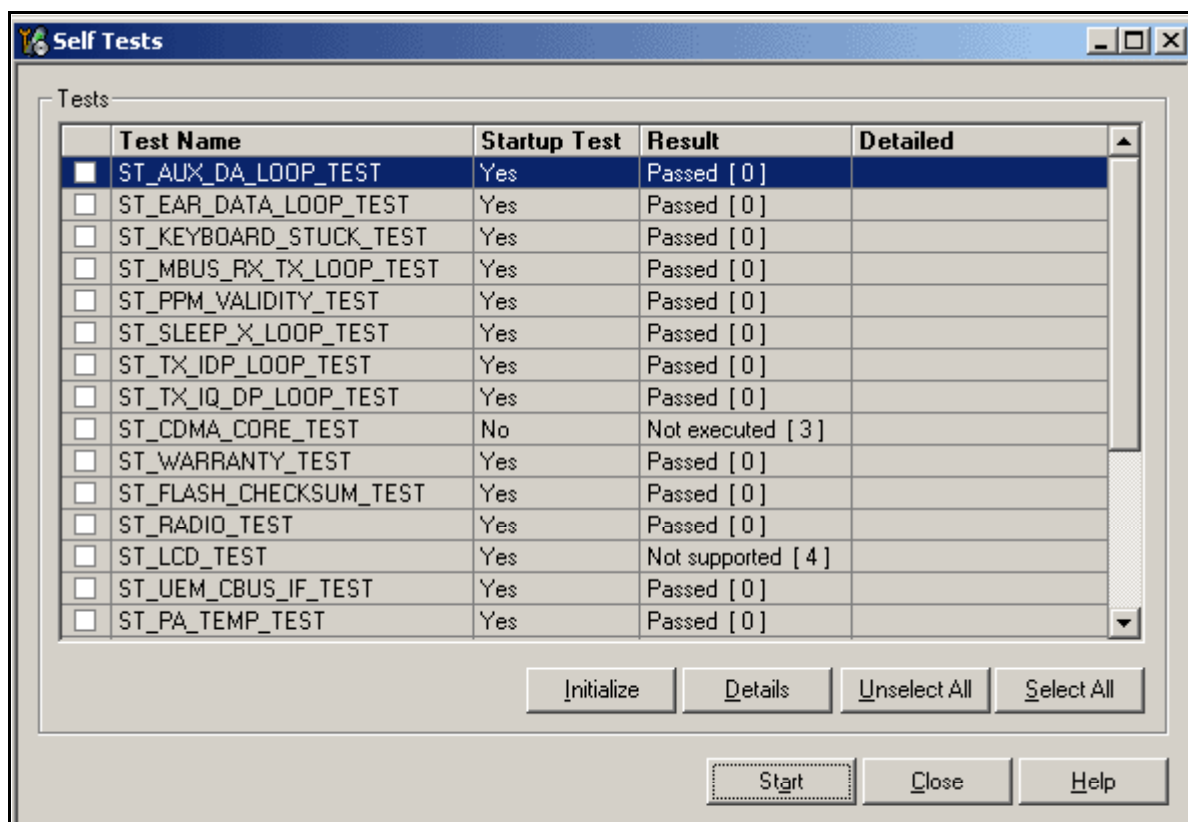 Self Tests
Tests
Test Name Startup Test Result Detailed
ST_AUX_DA_LOOP_TEST Yes Passed [ 0 ]
ST_EAR_DATA_LOOP_TEST Yes Passed [ 0 ]
ST_KEYBOARD_STUCK_TEST Yes Passed [ 0 ]
ST_MBUS_RX_TX_LOOP_TEST Yes Passed [ 0 ]
ST_PPM_VALIDITY_TEST Yes Passed [ 0 ]
ST_SLEEP_X_LOOP_TEST Yes Passed [ 0 ]
ST_TX_IDP_LOOP_TEST Yes Passed [ 0 ]
ST_TX_IQ_DP_LOOP_TEST Yes Passed [ 0 ]
ST_CDMA_CORE_TEST No Not executed [ 3 ]
ST_WARRANTY_TEST Yes Passed [ 0 ]
ST_FLASH_CHECKSUM_TEST Yes Passed [ 0 ]
ST_RADIO_TEST Yes Passed [ 0 ]
ST_LCD_TEST Yes Not supported [ 4 ]
ST_UEM_CBUS_IF_TEST Yes Passed [ 0 ]
ST_PA_TEMP_TEST Yes Passed [ 0 ]
Initialize Details Unselect All Select All
Start Close Help